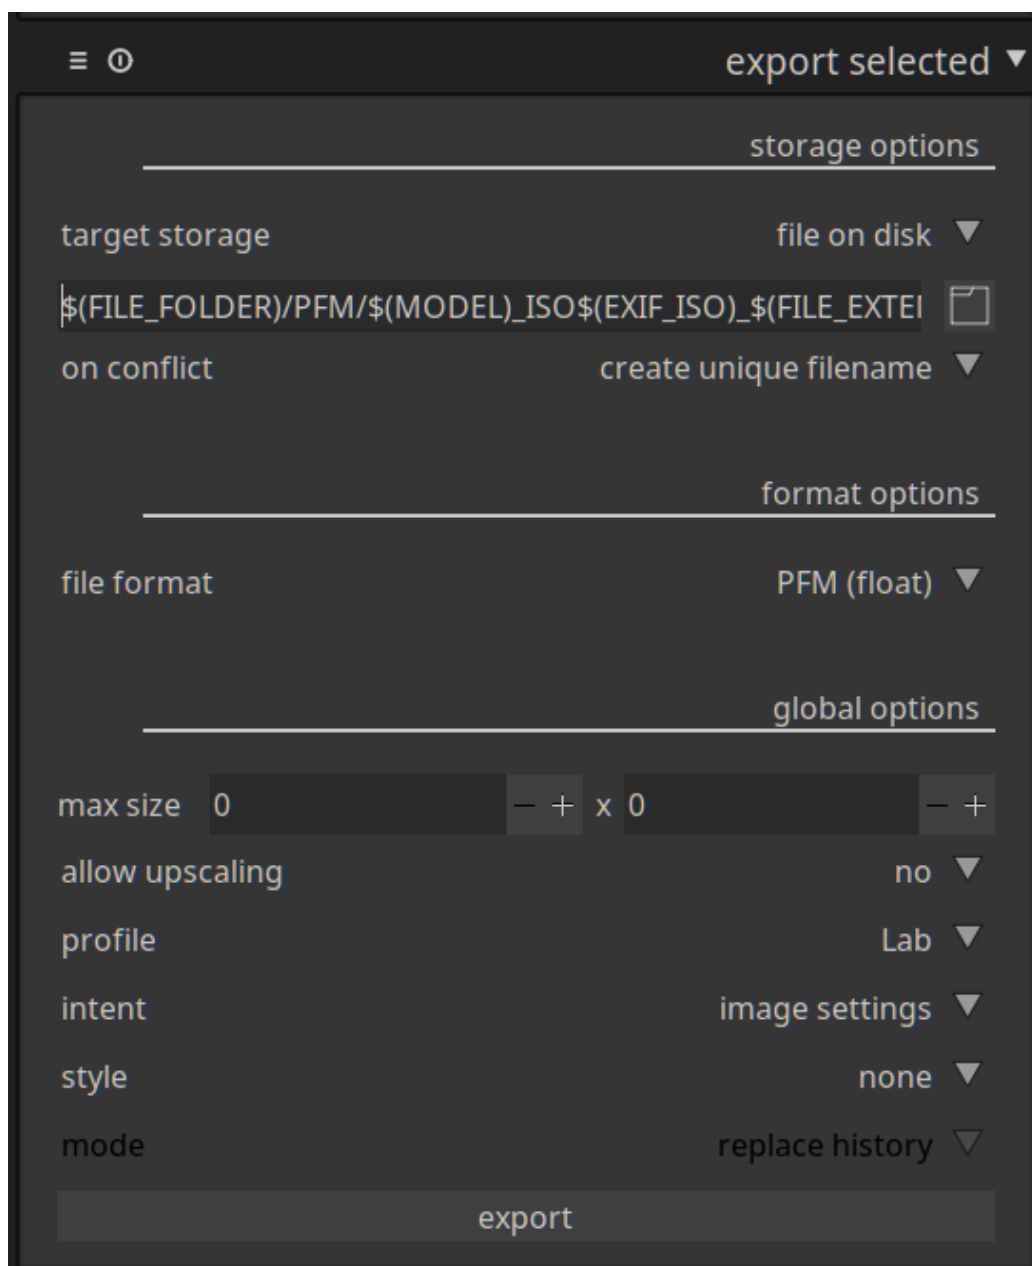 export selected
storage options
target storage file on disk
$(FILE_FOLDER)/PFM/$(MODEL)_ISO$(EXIF_ISO)_$(FILE_EXTE
on conflict create unique filename
format options
file format PFM (float)
global options
max size 0 − + x 0 − +
allow upscaling no
profile Lab
intent image settings
style none
mode replace history
export